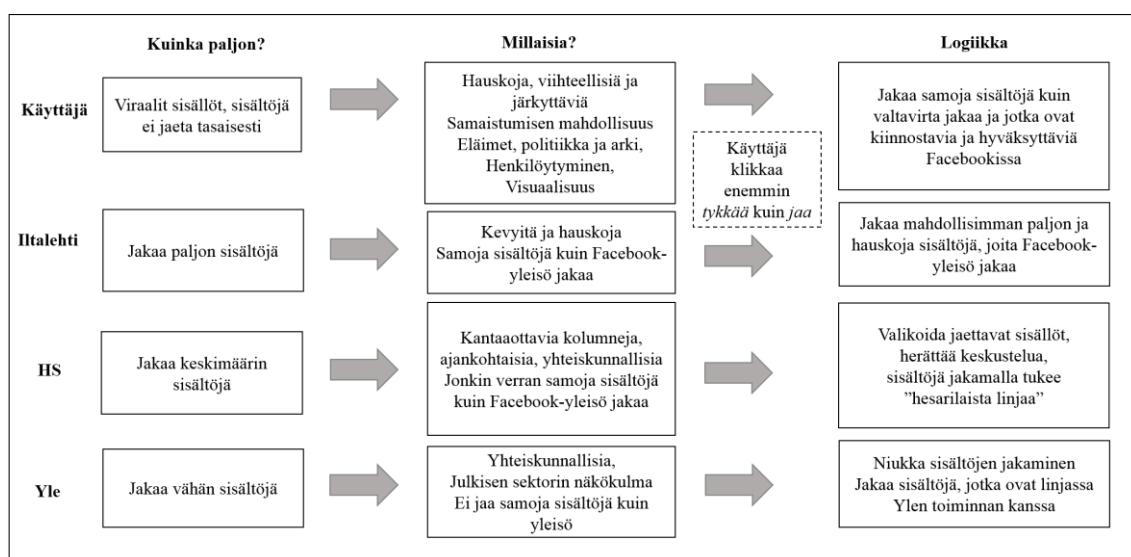 Kuinka paljon?
Millaisia?
Logiikka
Käyttäjä
Viraalit sisällöt, sisältöjä
ei jaeta tasaisesti
Hauskoja, viihteellisiä ja
järkyttäviä
Samaistumisen mahdollisuus
Eläimet, politiikka ja arki,
Henkilöytyminen,
Visuaalisuus
Käyttäjä
klikkaa
enemmin
tykkää kuin jaa
Jakaa samoja sisältöjä kuin
valtavirta jakaa ja jotka ovat
kiinnostavia ja hyväksyttäviä
Facebookissa
Iltalehti
Jakaa paljon sisältöjä
Kevyitä ja hauskoja
Samoja sisältöjä kuin Facebook-
yleisö jakaa
Jakaa mahdollisimman paljon ja
hauskoja sisältöjä, joita Facebook-
yleisö jakaa
HS
Jakaa keskimäärin
sisältöjä
Kantaaottavia kolumneja,
ajankohtaisia, yhteiskunnallisia
Jonkin verran samoja sisältöjä
kuin Facebook-yleisö jakaa
Valikoida jaettavat sisällöt,
herättää keskustelua,
sisältöjä jakamalla tukee
”hesarilaista linjaa”
Yle
Jakaa vähän sisältöjä
Yhteiskunnallisia,
Julkisen sektorin näkökulma
Ei jaa samoja sisältöjä kuin
yleisö
Niukka sisältöjen jakaminen
Jakaa sisältöjä, jotka ovat linjassa
Ylen toiminnan kanssa